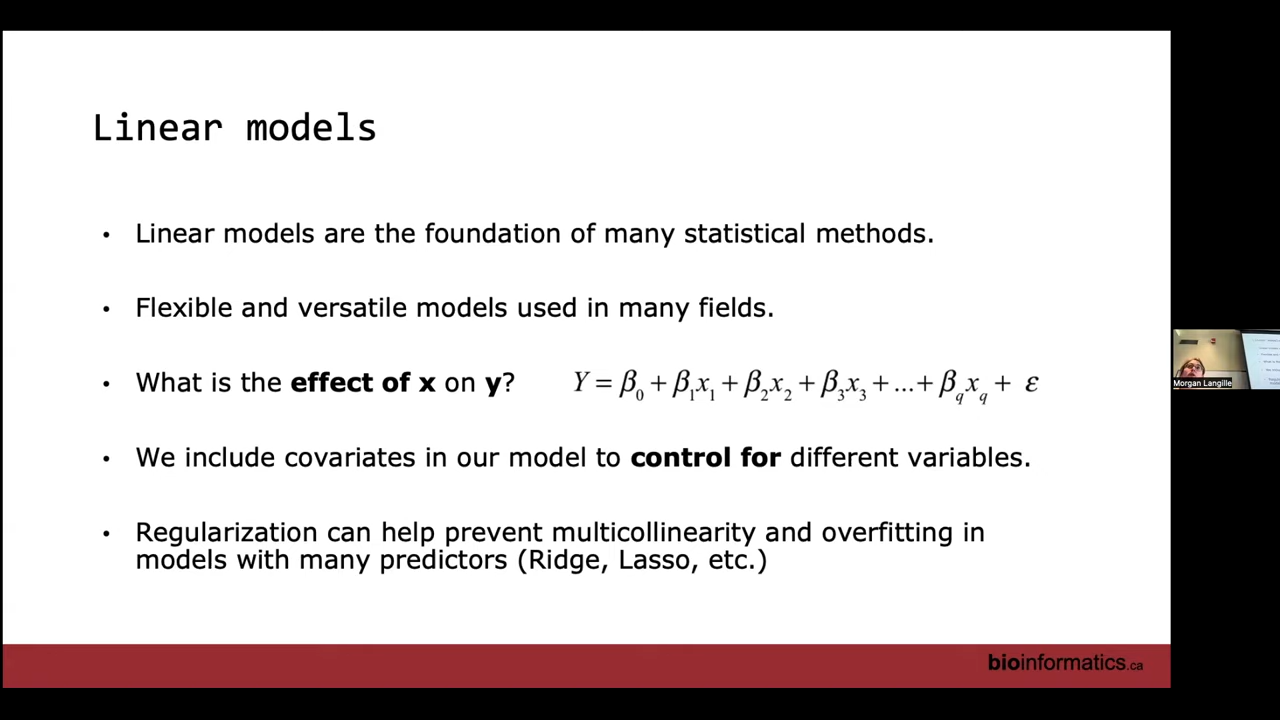 Linear models
• Linear models are the foundation of many statistical methods.
• Flexible and versatile models used in many fields.
• What is the effect of x on y? Y = β₀ + β₁x₁ + β₂x₂ + β₃x₃ + ... + β_q x_q + ε
• We include covariates in our model to control for different variables.
• Regularization can help prevent multicollinearity and overfitting in
models with many predictors (Ridge, Lasso, etc.)
Morgan Langille
bioinformatics.ca